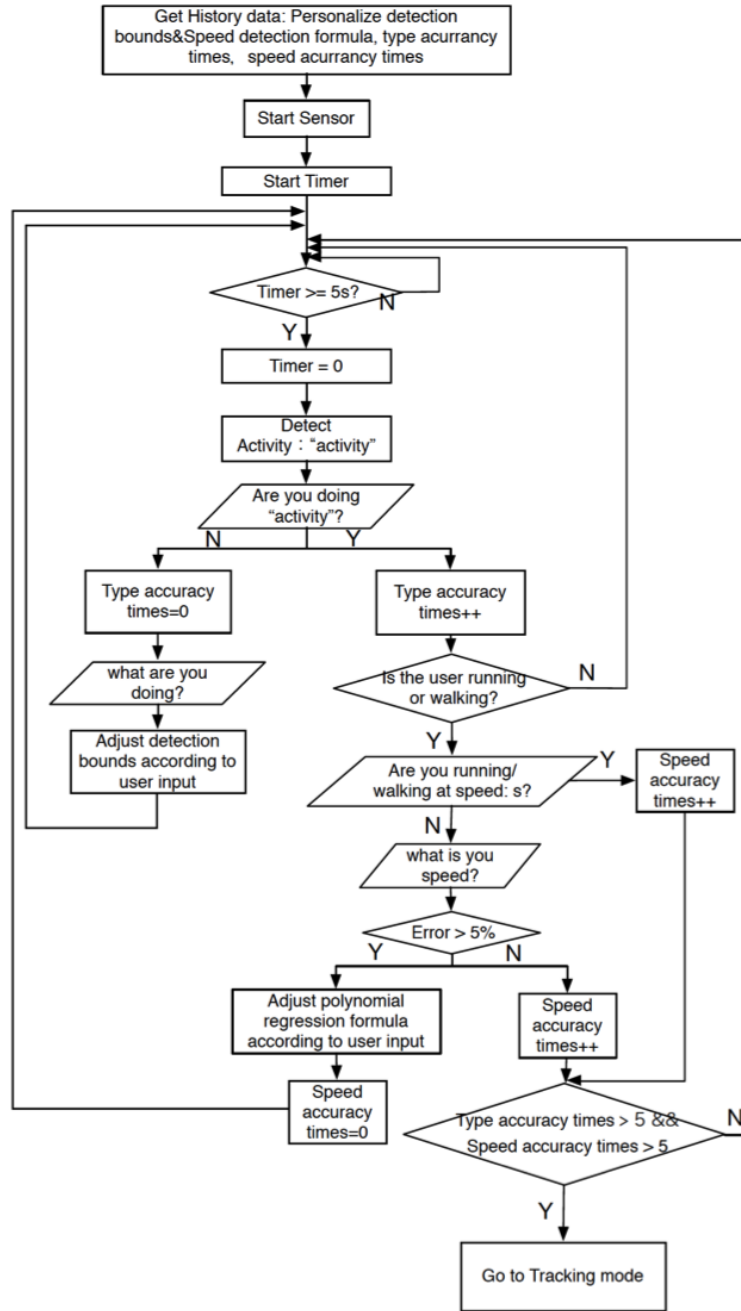 Get History data: Personalize detection
bounds&Speed detection formula, type acurrancy
times, speed acurrancy times
Start Sensor
Start Timer
Timer >= 5s?
N
Y
Timer = 0
Detect
Activity：“activity”
Are you doing
“activity”?
N
Y
Type accuracy
times=0
Type accuracy
times++
what are you
doing?
Is the user running
or walking?
N
Y
Adjust detection
bounds according to
user input
Are you running/
walking at speed: s?
Y
Speed
accuracy
times++
N
what is you
speed?
Error > 5%
Y
N
Adjust polynomial
regression formula
according to user input
Speed
accuracy
times++
Speed
accuracy
times=0
Type accuracy times > 5 &&
Speed accuracy times > 5
N
Y
Go to Tracking mode